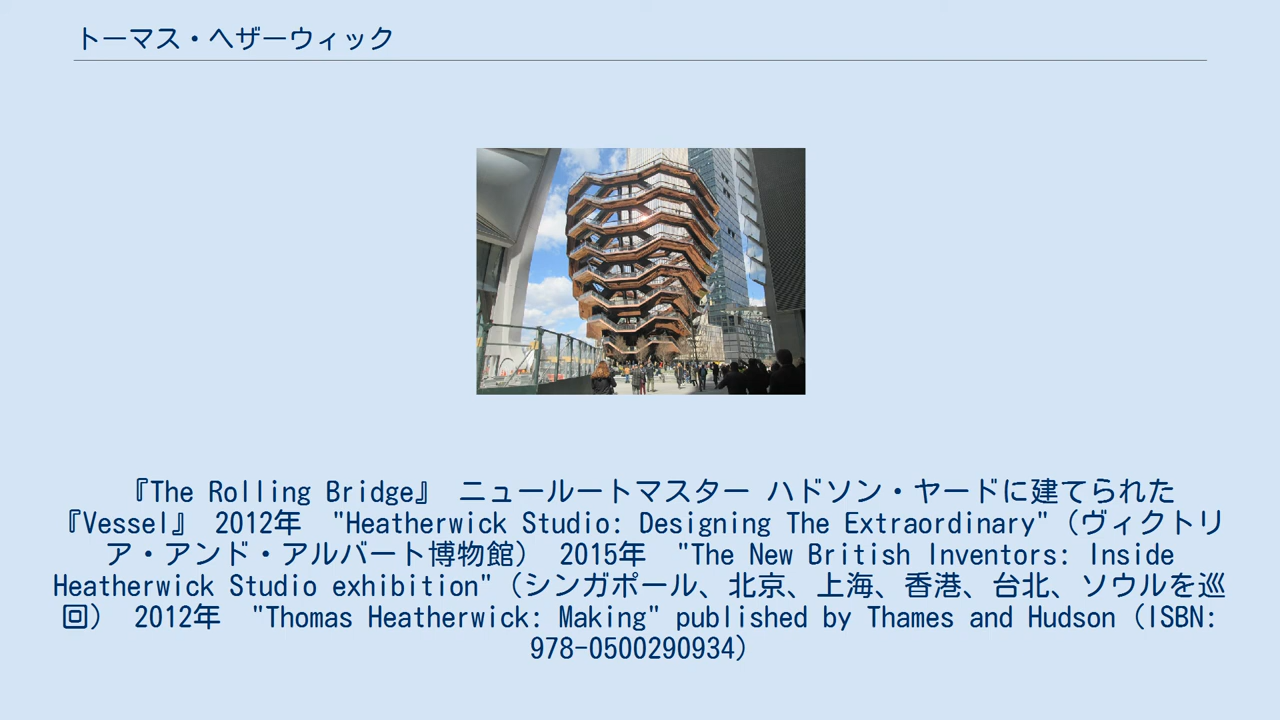 トーマス・ヘザーウィック
『The Rolling Bridge』 ニュールートマスター ハドソン・ヤードに建てられた
『Vessel』 2012年　"Heatherwick Studio: Designing The Extraordinary"（ヴィクトリ
ア・アンド・アルバート博物館） 2015年　"The New British Inventors: Inside
Heatherwick Studio exhibition"（シンガポール、北京、上海、香港、台北、ソウルを巡
回） 2012年　"Thomas Heatherwick: Making" published by Thames and Hudson（ISBN:
978-0500290934）